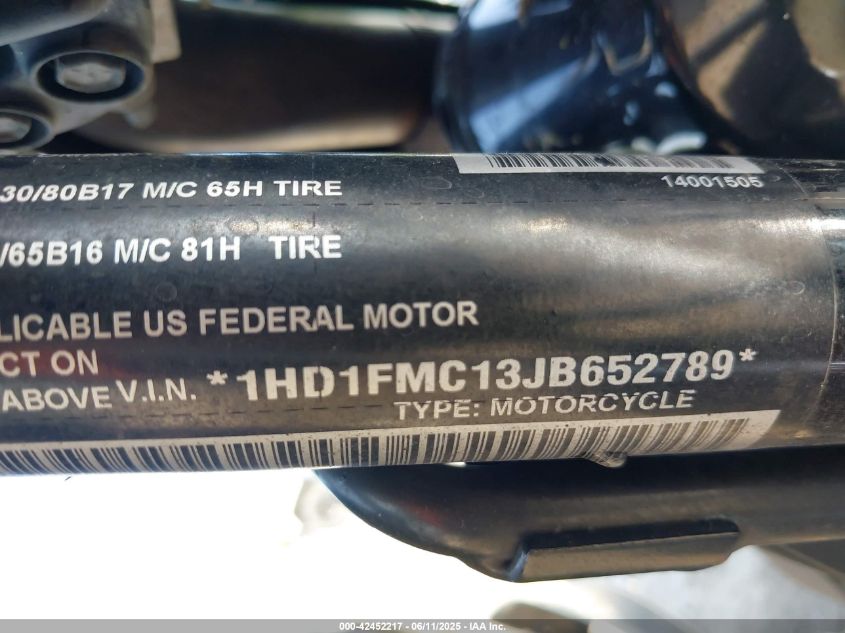 30/80B17 M/C 65H TIRE
14001505
/65B16 M/C 81H TIRE
LICABLE US FEDERAL MOTOR
CT ON
ABOVE V.I.N. *1HD1FMC13JB652789*
TYPE: MOTORCYCLE
000-42452217 - 06/11/2025 - IAA Inc.